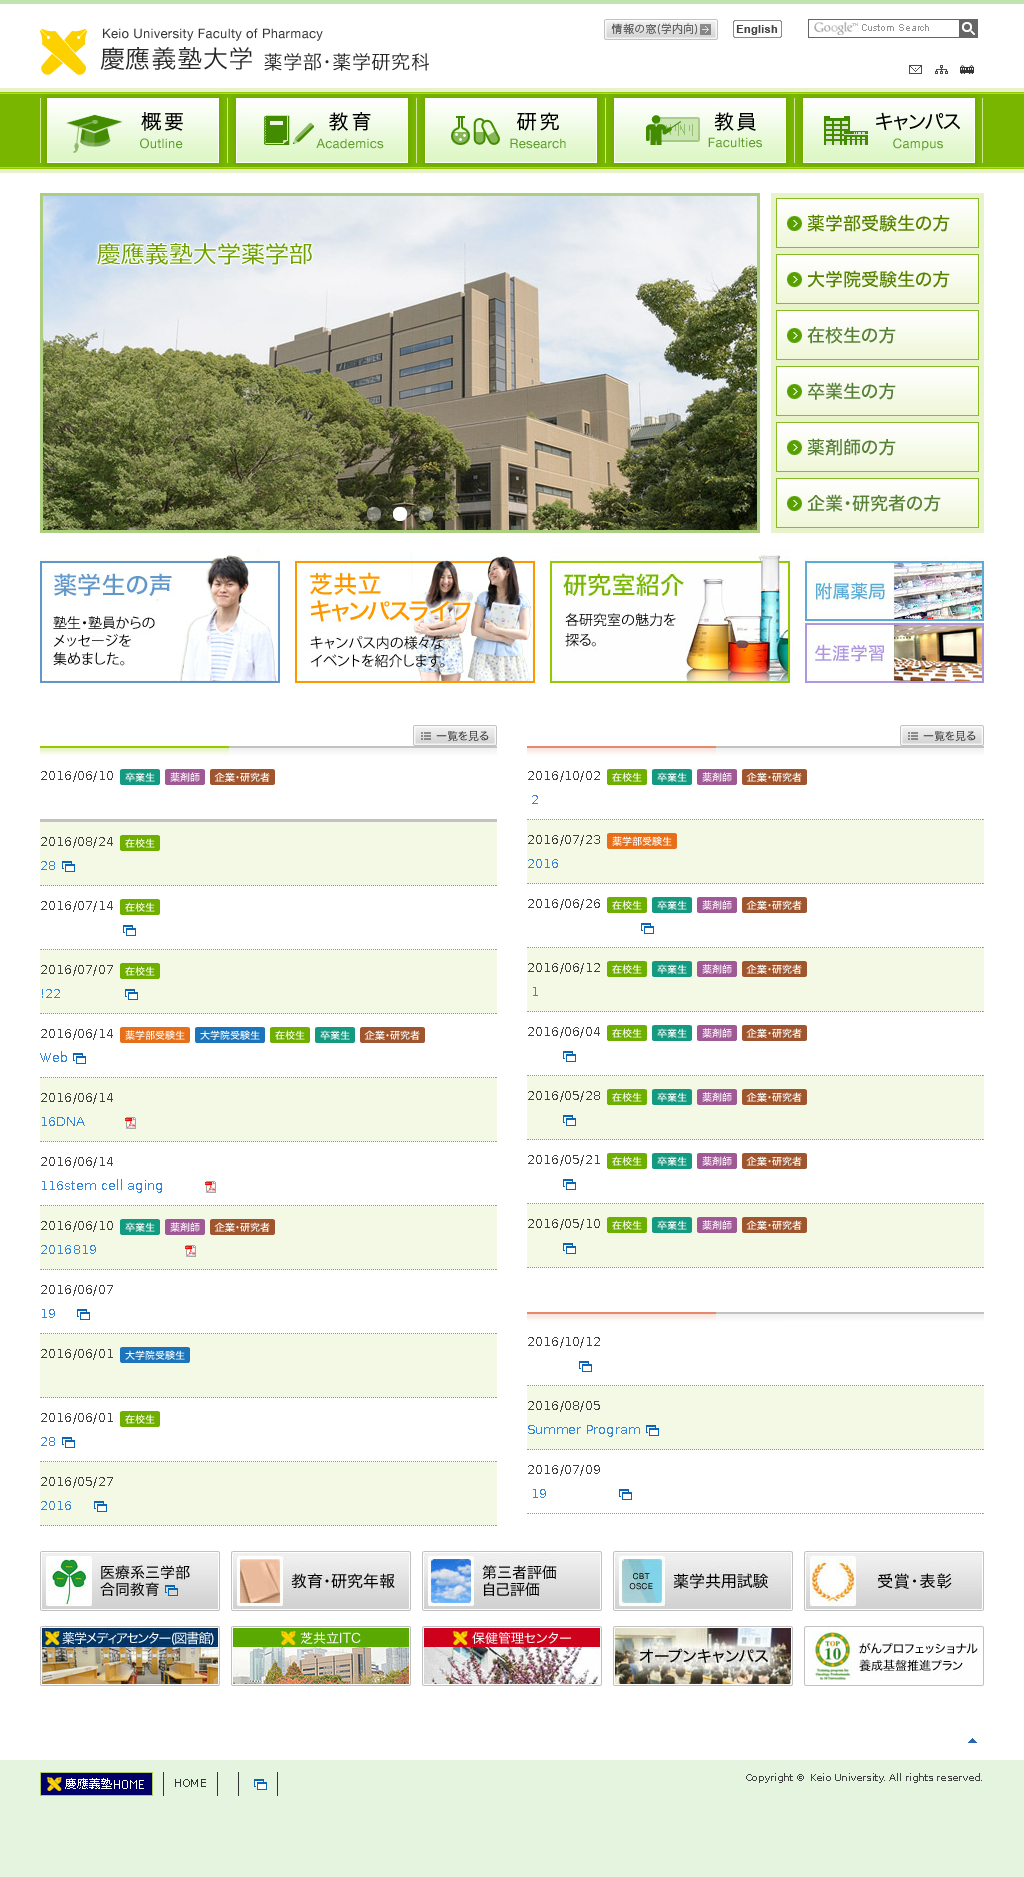 Keio University Faculty of Pharmacy
慶應義塾大学 薬学部・薬学研究科
情報の窓(学内向)
English
Google™ Custom Search
概要
Outline
教育
Academics
研究
Research
教員
Faculties
キャンパス
Campus
慶應義塾大学薬学部
薬学部受験生の方
大学院受験生の方
在校生の方
卒業生の方
薬剤師の方
企業・研究者の方
薬学生の声
塾生・塾員からの
メッセージを
集めました。
芝共立
キャンパスライフ
キャンパス内の様々な
イベントを紹介します。
研究室紹介
各研究室の魅力を
探る。
附属薬局
生涯学習
一覧を見る
2016/06/10 卒業生 薬剤師 企業・研究者
2016/08/24 在校生
28
2016/07/14 在校生
2016/07/07 在校生
!22
2016/06/14 薬学部受験生 大学院受験生 在校生 卒業生 企業・研究者
Web
2016/06/14
16DNA
2016/06/14
116stem cell aging
2016/06/10 卒業生 薬剤師 企業・研究者
2016819
2016/06/07
19
2016/06/01 大学院受験生
2016/06/01 在校生
28
2016/05/27
2016
一覧を見る
2016/10/02 在校生 卒業生 薬剤師 企業・研究者
2
2016/07/23 薬学部受験生
2016
2016/06/26 在校生 卒業生 薬剤師 企業・研究者
2016/06/12 在校生 卒業生 薬剤師 企業・研究者
1
2016/06/04 在校生 卒業生 薬剤師 企業・研究者
2016/05/28 在校生 卒業生 薬剤師 企業・研究者
2016/05/21 在校生 卒業生 薬剤師 企業・研究者
2016/05/10 在校生 卒業生 薬剤師 企業・研究者
2016/10/12
2016/08/05
Summer Program
2016/07/09
19
医療系三学部
合同教育
教育・研究年報
第三者評価
自己評価
CBT
OSCE
薬学共用試験
受賞・表彰
薬学メディアセンター(図書館)
芝共立ITC
保健管理センター
オープンキャンパス
TOP
10
がんプロフェッショナル
養成基盤推進プラン
慶應義塾HOME
HOME
Copyright © Keio University. All rights reserved.